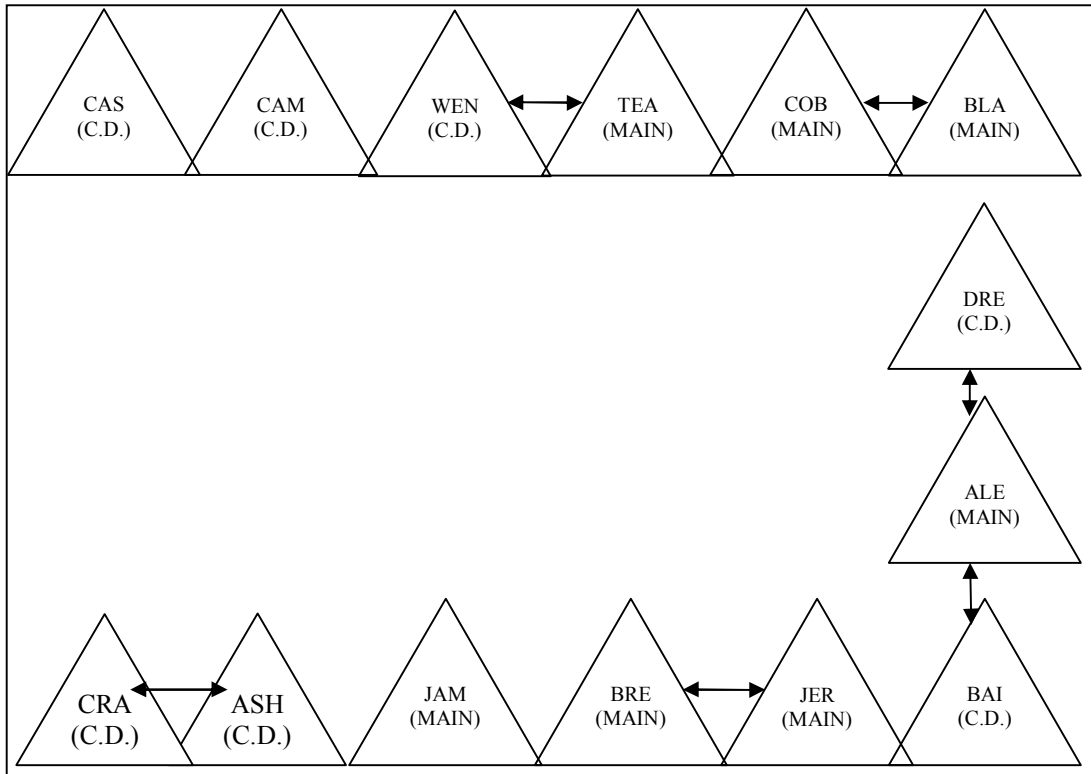 CAS
(C.D.)
CAM
(C.D.)
WEN
(C.D.)
TEA
(MAIN)
COB
(MAIN)
BLA
(MAIN)
DRE
(C.D.)
ALE
(MAIN)
CRA
(C.D.)
ASH
(C.D.)
JAM
(MAIN)
BRE
(MAIN)
JER
(MAIN)
BAI
(C.D.)